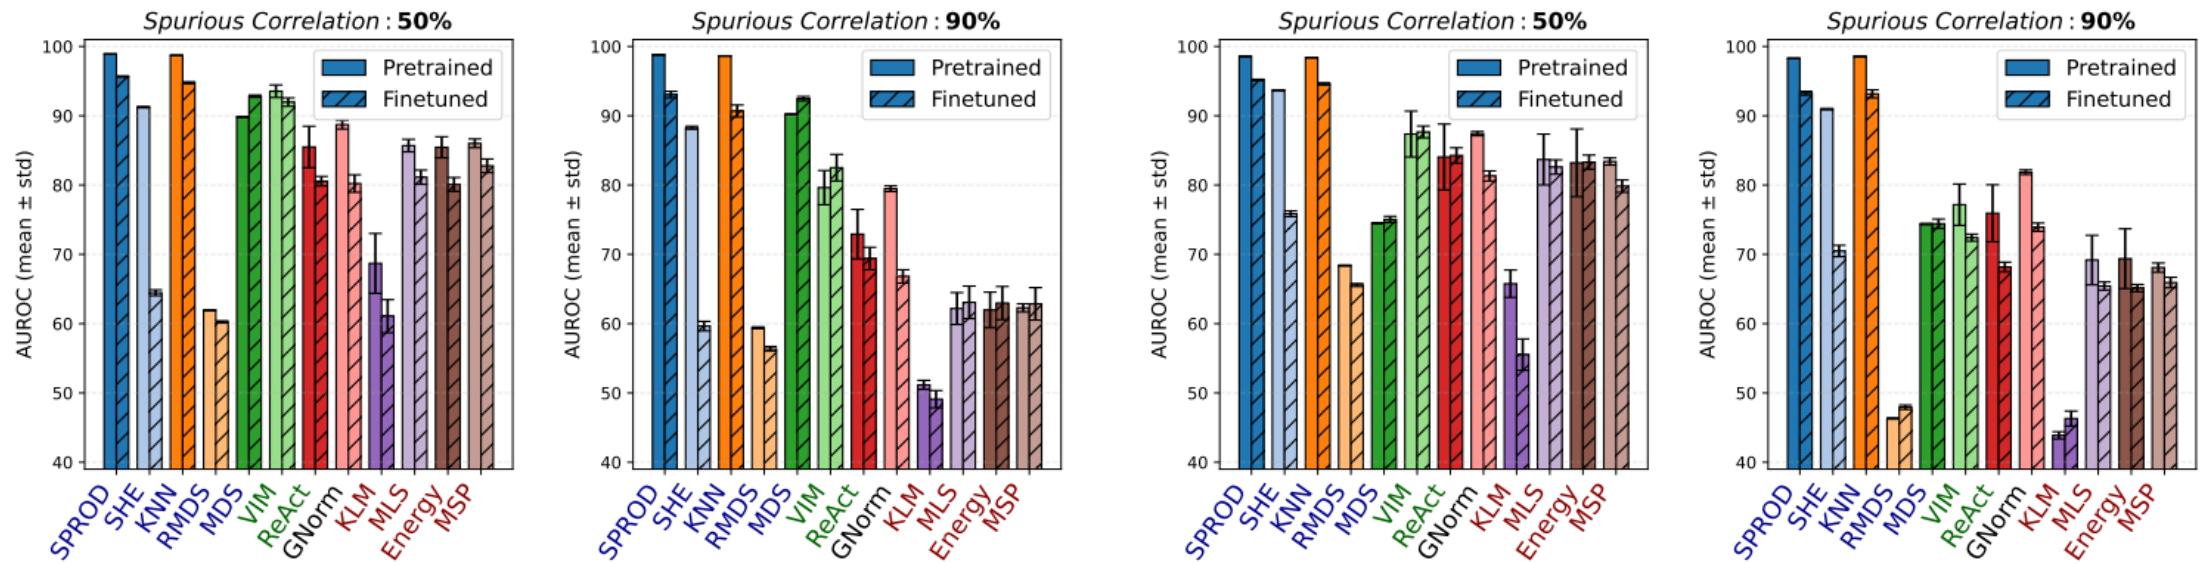 Spurious Correlation : 50%
AUROC (mean ± std)
100
90
80
70
60
50
40
Pretrained
Finetuned
SPROD
SHE
KNN
RMDS
MDS
VIM
ReAct
GNorm
KLM
MLS
Energy
MSP
Spurious Correlation : 90%
AUROC (mean ± std)
100
90
80
70
60
50
40
Pretrained
Finetuned
SPROD
SHE
KNN
RMDS
MDS
VIM
ReAct
GNorm
KLM
MLS
Energy
MSP
Spurious Correlation : 50%
AUROC (mean ± std)
100
90
80
70
60
50
40
Pretrained
Finetuned
SPROD
SHE
KNN
RMDS
MDS
VIM
ReAct
GNorm
KLM
MLS
Energy
MSP
Spurious Correlation : 90%
AUROC (mean ± std)
100
90
80
70
60
50
40
Pretrained
Finetuned
SPROD
SHE
KNN
RMDS
MDS
VIM
ReAct
GNorm
KLM
MLS
Energy
MSP